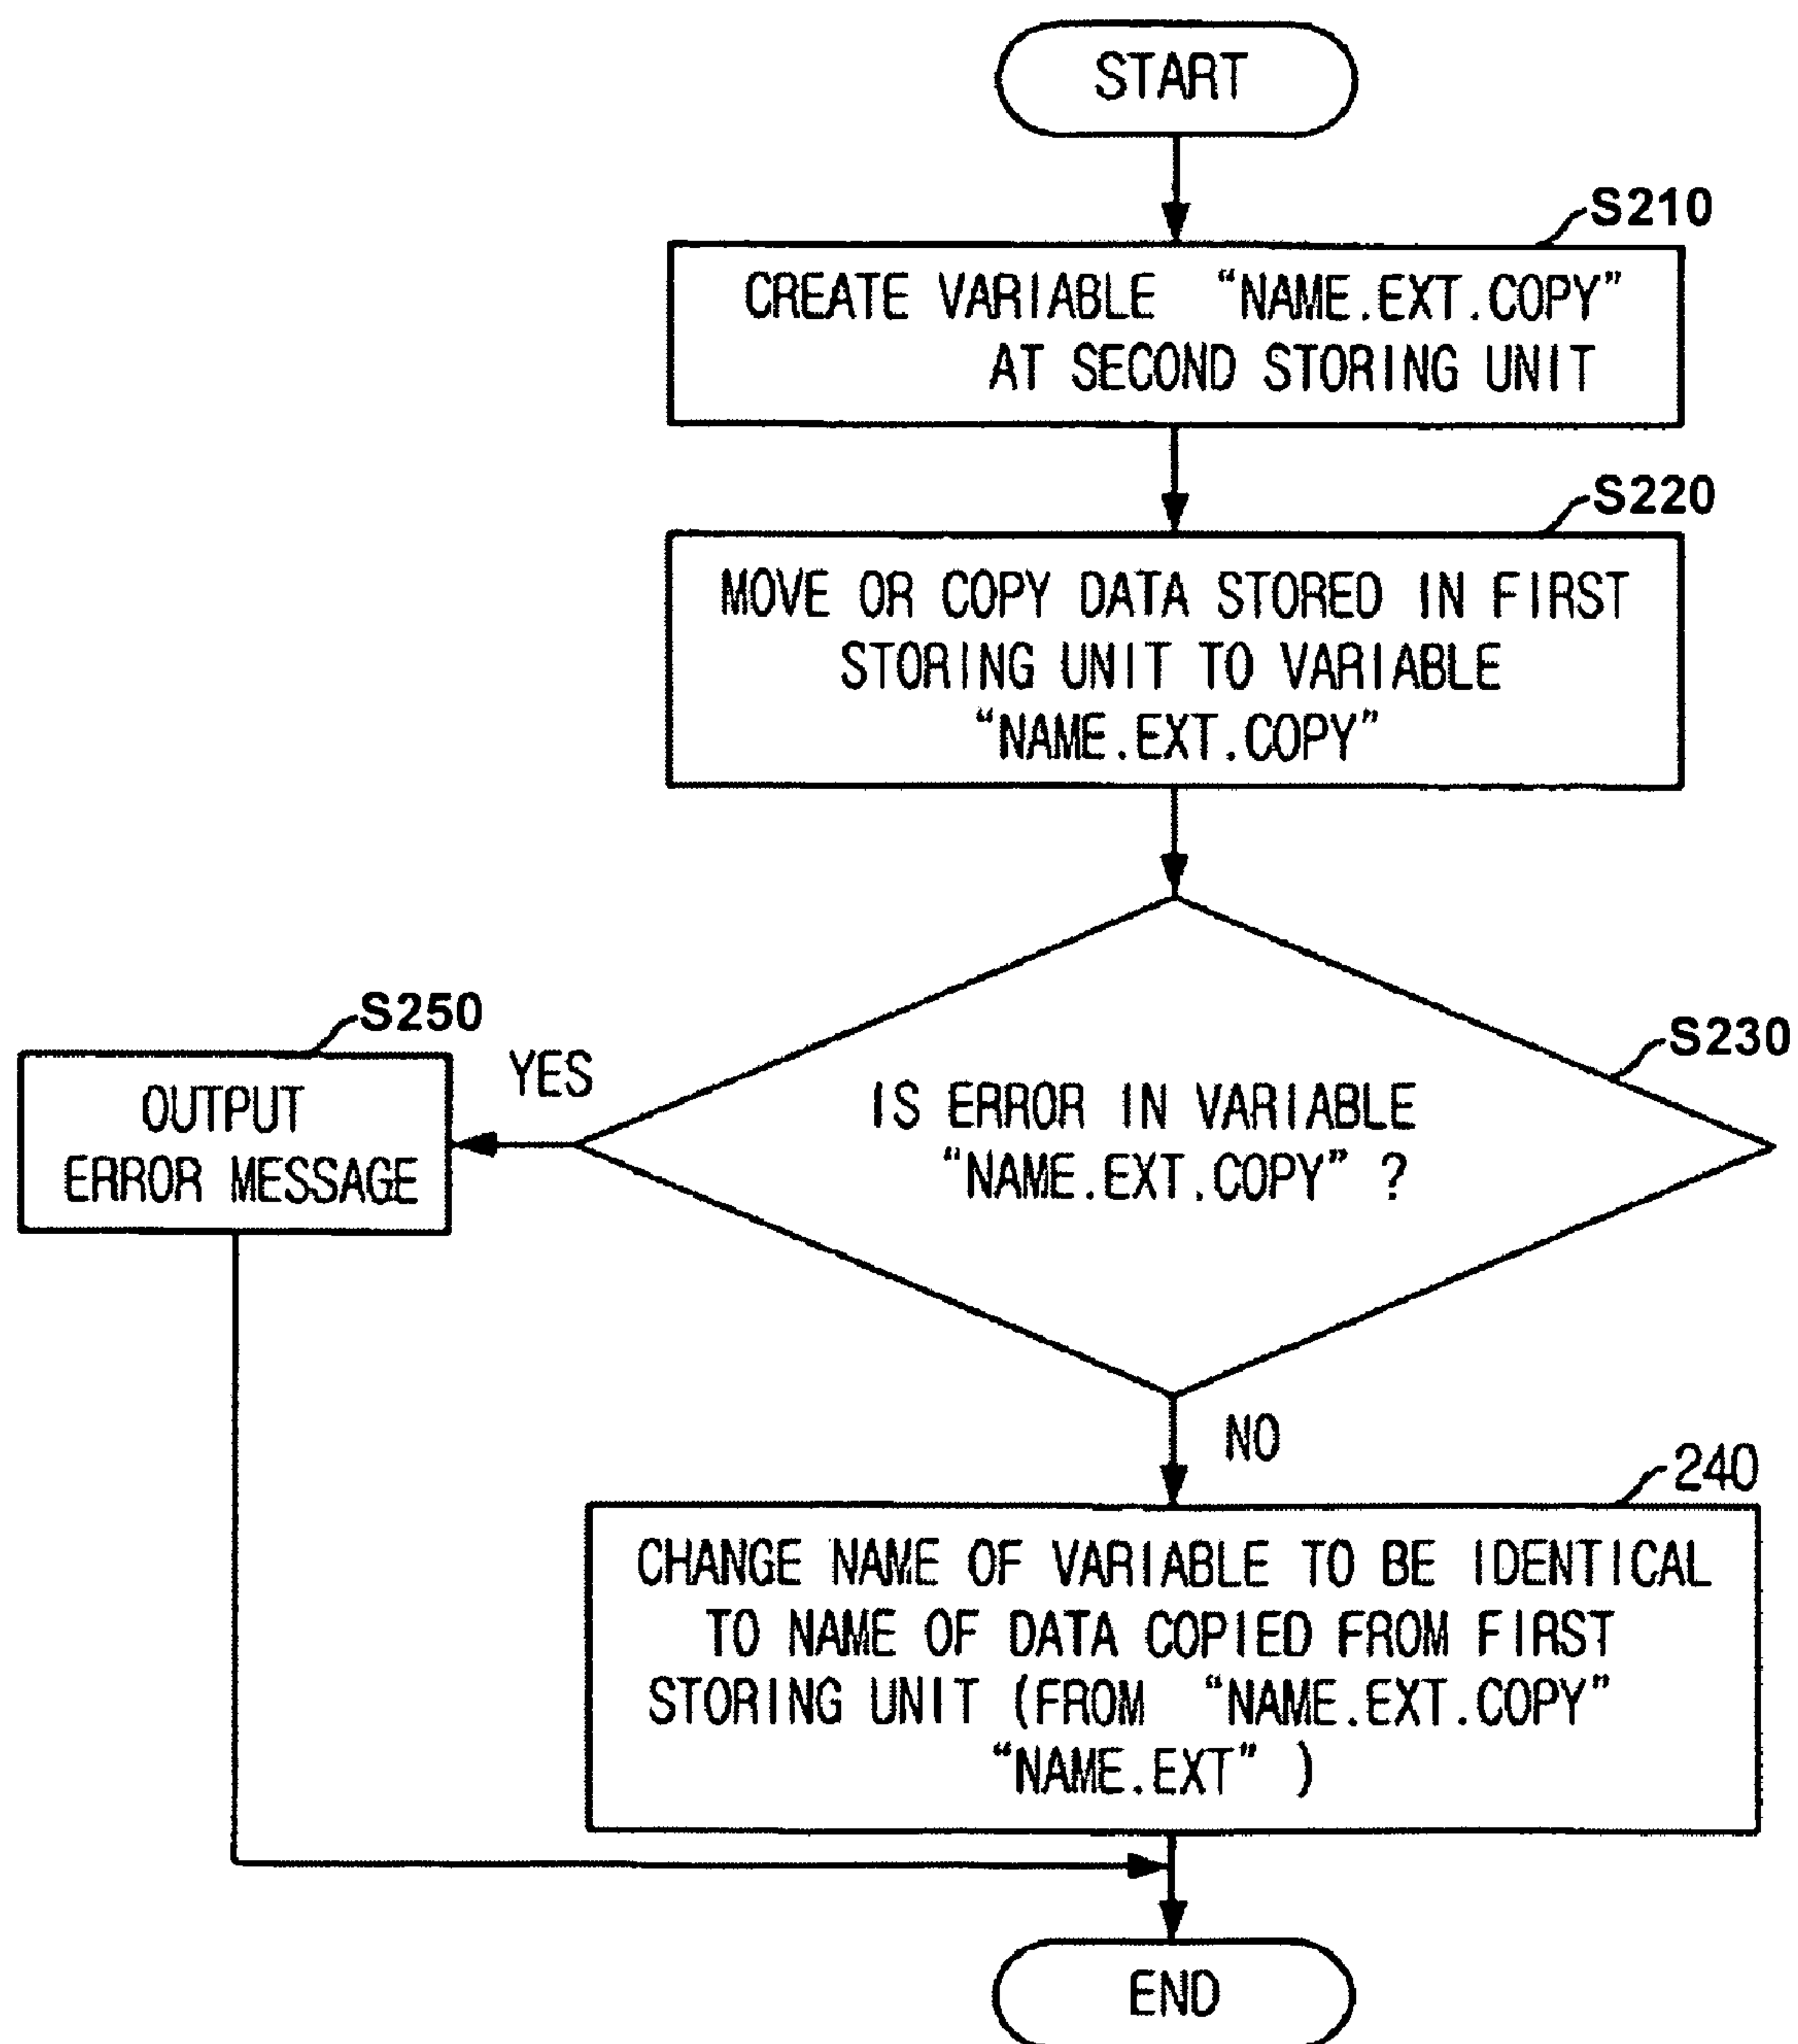 START
S210
CREATE VARIABLE “NAME.EXT.COPY”
AT SECOND STORING UNIT
S220
MOVE OR COPY DATA STORED IN FIRST
STORING UNIT TO VARIABLE
“NAME.EXT.COPY”
S230
IS ERROR IN VARIABLE
“NAME.EXT.COPY” ?
YES
S250
OUTPUT
ERROR MESSAGE
NO
240
CHANGE NAME OF VARIABLE TO BE IDENTICAL
TO NAME OF DATA COPIED FROM FIRST
STORING UNIT (FROM “NAME.EXT.COPY”
“NAME.EXT” )
END